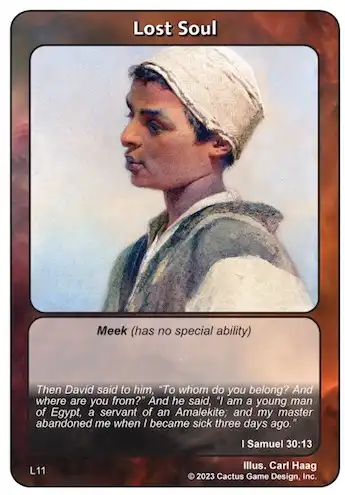 Lost Soul
Meek (has no special ability)
Then David said to him, “To whom do you belong? And
where are you from?” And he said, “I am a young man
of Egypt, a servant of an Amalekite; and my master
abandoned me when I became sick three days ago.”
I Samuel 30:13
Illus. Carl Haag
L11
© 2023 Cactus Game Design, Inc.